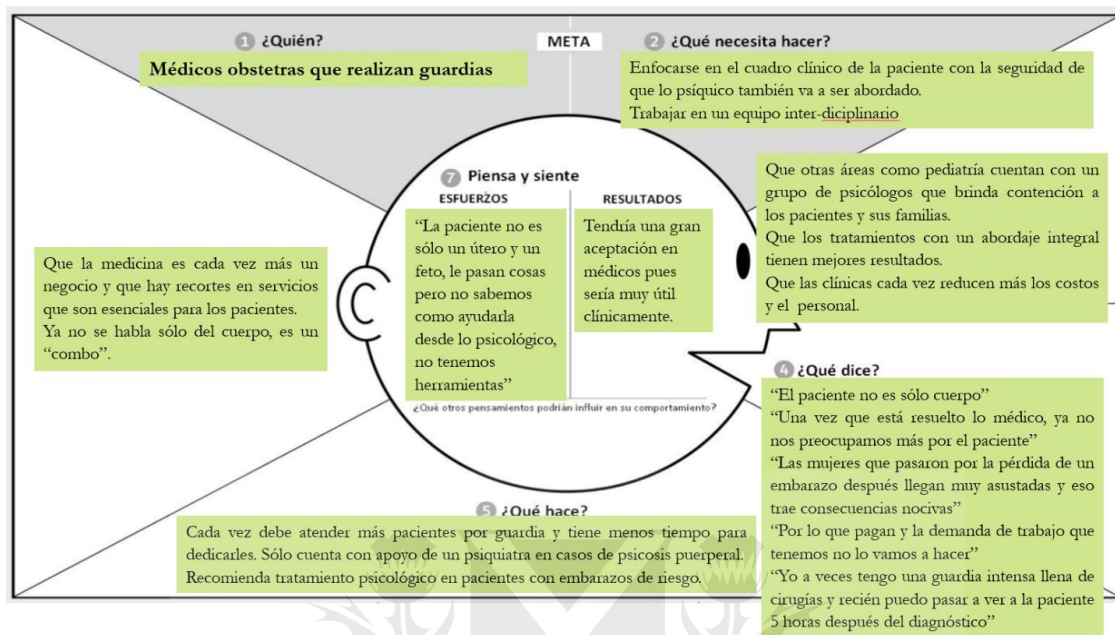 1 ¿Quién?
META
2 ¿Qué necesita hacer?
Médicos obstetras que realizan guardias
Enfocarse en el cuadro clínico de la paciente con la seguridad de
que lo psíquico también va a ser abordado.
Trabajar en un equipo inter-diciplinario
7 Piensa y siente
ESFUERZOS
RESULTADOS
“La paciente no es
sólo un útero y un
feto, le pasan cosas
pero no sabemos
como ayudarla
desde lo psicológico,
no tenemos
herramientas”
Tendría una gran
aceptación en
médicos pues
sería muy útil
clínicamente.
¿Qué otros pensamientos podrían influir en su comportamiento?
Que otras áreas como pediatría cuentan con un
grupo de psicólogos que brinda contención a
los pacientes y sus familias.
Que los tratamientos con un abordaje integral
tienen mejores resultados.
Que las clínicas cada vez reducen más los costos
y el personal.
Que la medicina es cada vez más un
negocio y que hay recortes en servicios
que son esenciales para los pacientes.
Ya no se habla sólo del cuerpo, es un
“combo”.
4 ¿Qué dice?
“El paciente no es sólo cuerpo”
“Una vez que está resuelto lo médico, ya no
nos preocupamos más por el paciente”
“Las mujeres que pasaron por la pérdida de un
embarazo después llegan muy asustadas y eso
trae consecuencias nocivas”
“Por lo que pagan y la demanda de trabajo que
tenemos no lo vamos a hacer”
“Yo a veces tengo una guardia intensa llena de
cirugías y recién puedo pasar a ver a la paciente
5 horas después del diagnóstico”
5 ¿Qué hace?
Cada vez debe atender más pacientes por guardia y tiene menos tiempo para
dedicarles. Sólo cuenta con apoyo de un psiquiatra en casos de psicosis puerperal.
Recomienda tratamiento psicológico en pacientes con embarazos de riesgo.